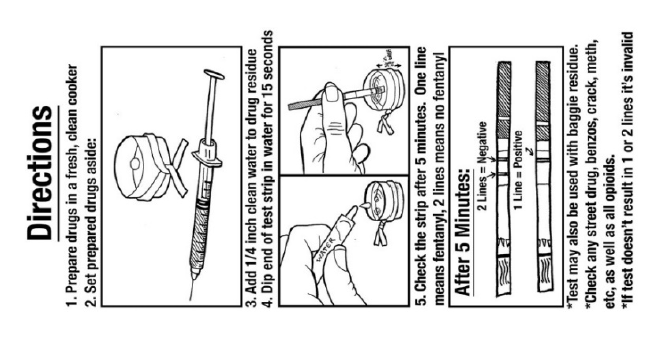 Directions
1. Prepare drugs in a fresh, clean cooker
2. Set prepared drugs aside:
3. Add 1/4 inch clean water to drug residue
4. Dip end of test strip in water for 15 seconds
WATER
5. Check the strip after 5 minutes. One line
means fentanyl, 2 lines means no fentanyl
After 5 Minutes:
2 Lines = Negative
1 Line = Positive
*Test may also be used with baggie residue.
*Check any street drug, benzos, crack, meth,
etc, as well as all opioids.
*If test doesn't result in 1 or 2 lines it's invalid